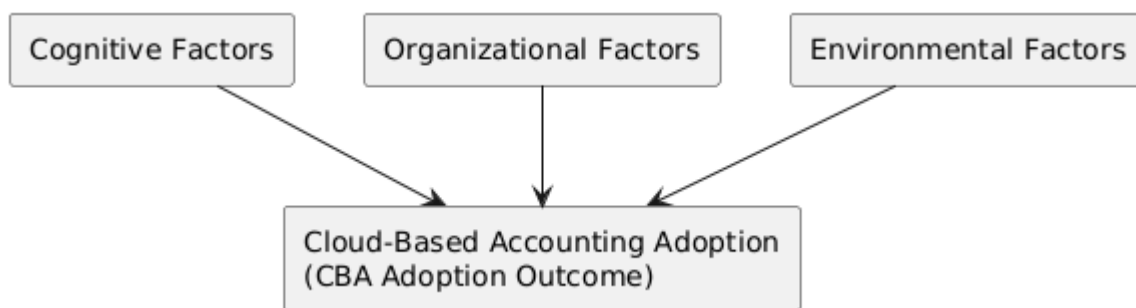 Cognitive Factors
Organizational Factors
Environmental Factors
Cloud-Based Accounting Adoption
(CBA Adoption Outcome)